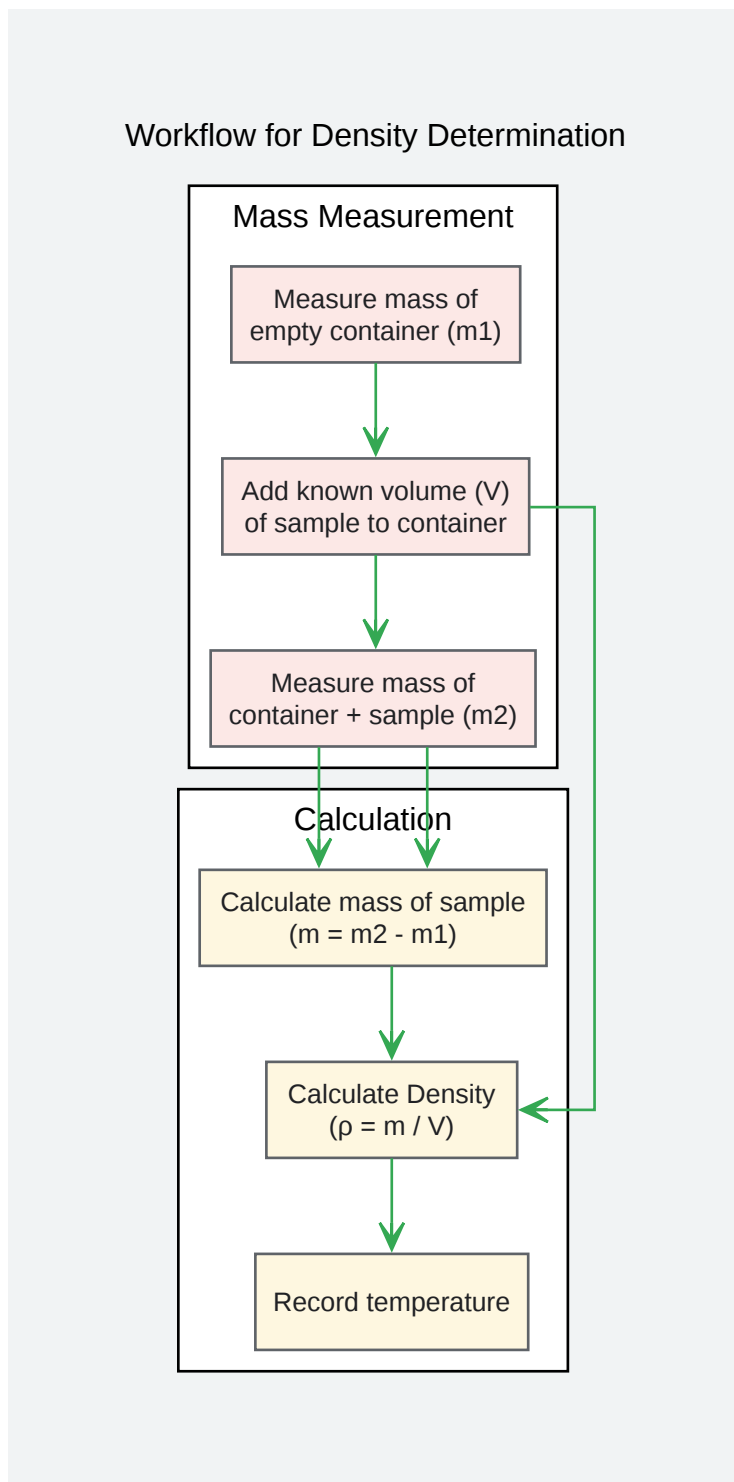 Workflow for Density Determination
Mass Measurement
Measure mass of
empty container (m1)
Add known volume (V)
of sample to container
Measure mass of
container + sample (m2)
Calculation
Calculate mass of sample
(m = m2 - m1)
Calculate Density
(ρ = m / V)
Record temperature